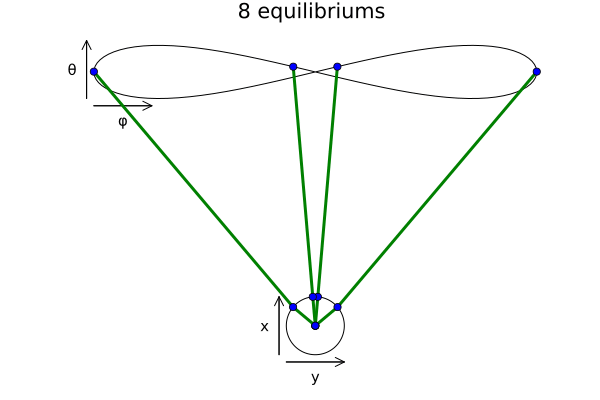 8 equilibriums
θ
φ
x
y